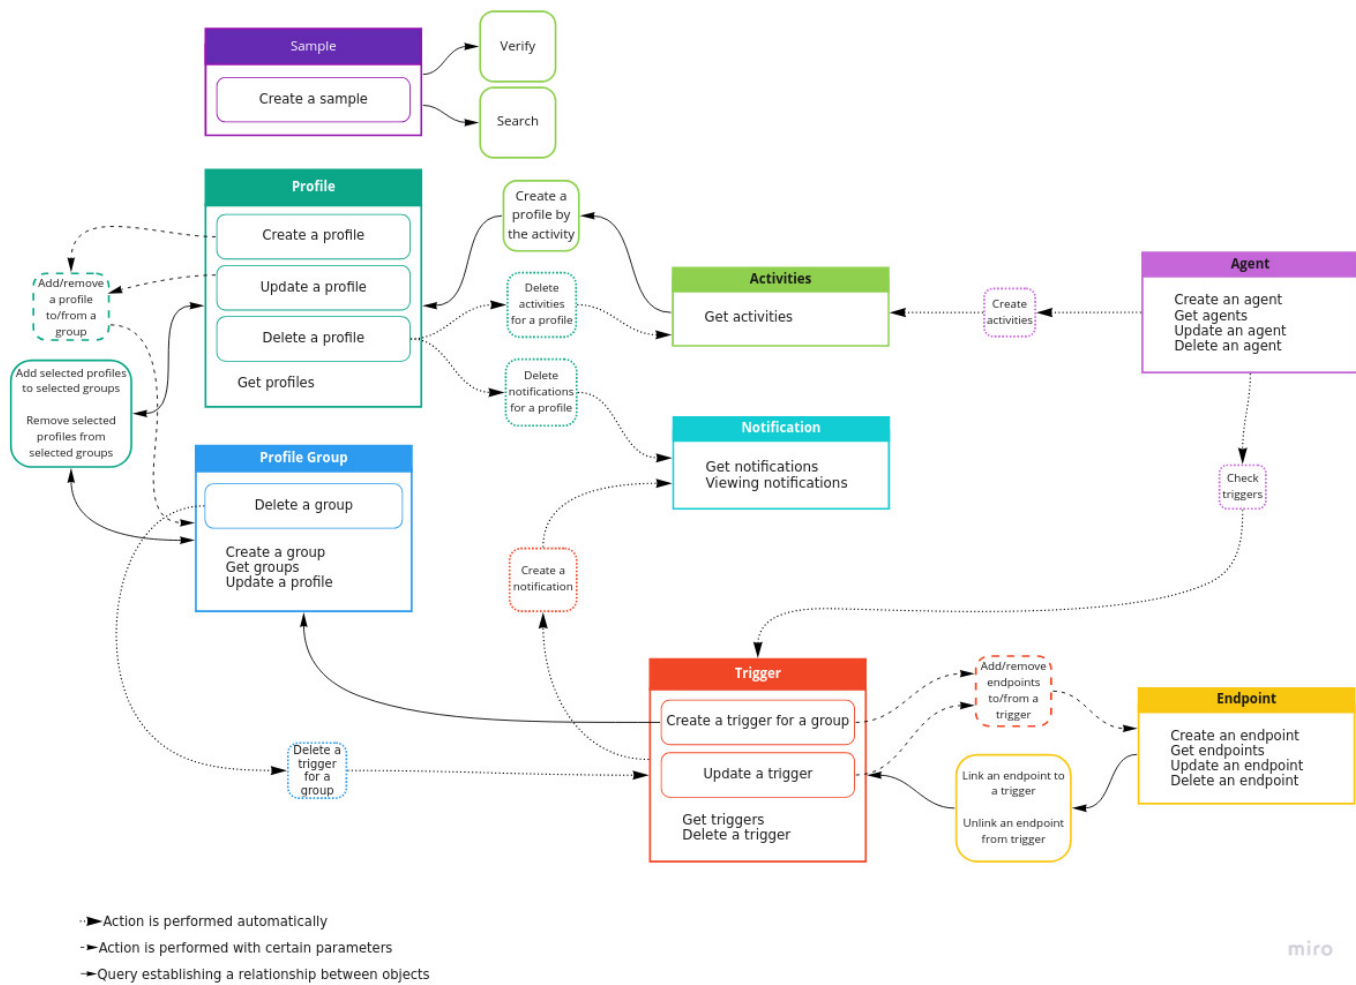 Sample
Create a sample
Verify
Search
Profile
Create a profile
Update a profile
Delete a profile
Get profiles
Add/remove
a profile
to/from a
group
Add selected profiles
to selected groups
Remove selected
profiles from
selected groups
Create a
profile by
the activity
Delete
activities
for a profile
Delete
notifications
for a profile
Activities
Get activities
Create
activities
Agent
Create an agent
Get agents
Update an agent
Delete an agent
Notification
Get notifications
Viewing notifications
Check
triggers
Profile Group
Delete a group
Create a group
Get groups
Update a profile
Create a
notification
Delete a
trigger
for a
group
Trigger
Create a trigger for a group
Update a trigger
Get triggers
Delete a trigger
Add/remove
endpoints
to/from a
trigger
Link an endpoint to
a trigger
Unlink an endpoint
from trigger
Endpoint
Create an endpoint
Get endpoints
Update an endpoint
Delete an endpoint
Action is performed automatically
Action is performed with certain parameters
Query establishing a relationship between objects
miro